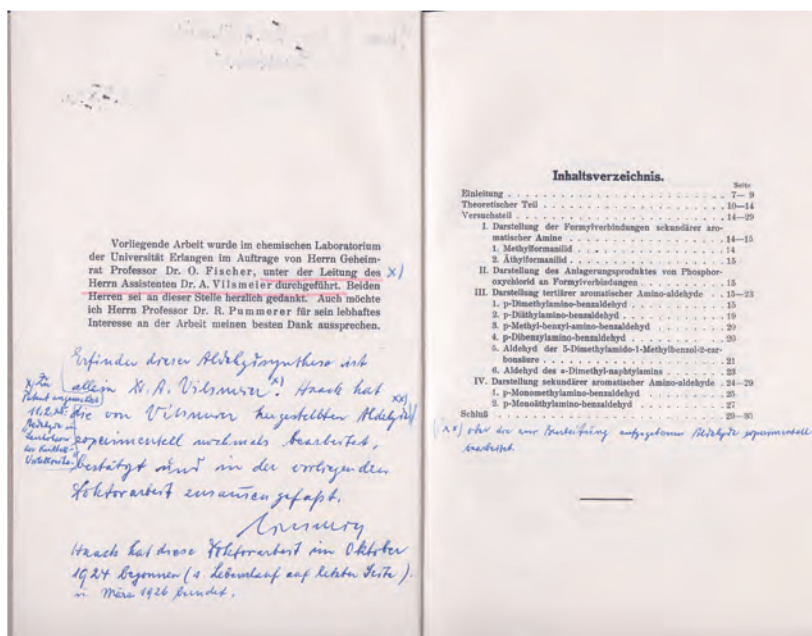 Vorliegende Arbeit wurde im chemischen Laboratorium
der Universität Erlangen im Auftrage von Herrn Geheim-
rat Professor Dr. O. Fischer, unter der Leitung des x)
Herrn Assistenten Dr. A. Vilsmeier durchgeführt. Beiden
Herren sei an dieser Stelle herzlich gedankt. Auch möchte
ich Herrn Professor Dr. R. Pummerer für sein lebhaftes
Interesse an der Arbeit meinen besten Dank aussprechen.
Erfinder dieser Aldehydsynthese ist
allein Dr. A. Vilsmeier! x) Haack hat xx)
die von Vilsmeier hergestellten Aldehyde
experimentell nochmals bearbeitet,
bestätigt und in der vorliegenden
Doktorarbeit zusammengefaßt.
x) Zu
Patent angemeldet
11.2.
Haack hat diese Doktorarbeit im Oktober
1924 begonnen (s. Lebenslauf auf letzter Seite).
u. März 1926 beendet.
Inhaltsverzeichnis.
Seite
Einleitung 7— 9
Theoretischer Teil 10—14
Versuchsteil 14—29
I. Darstellung der Formylverbindungen sekundärer aro-
matischer Amine 14—15
1. Methylformanilid 14
2. Äthylformanilid 15
II. Darstellung des Anlagerungsproduktes von Phosphor-
oxychlorid an Formylverbindungen 15
III. Darstellung tertiärer aromatischer Amino-aldehyde 15—23
1. p-Dimethylamino-benzaldehyd 15
2. p-Diäthylamino-benzaldehyd 19
3. p-Methyl-benzyl-amino-benzaldehyd 20
4. p-Dibenzylamino-benzaldehyd 20
5. Aldehyd der 3-Dimethylamido-1-Methylbenzol-2-car-
bonsäure 21
6. Aldehyd des a-Dimethyl-naphtylamins 23
IV. Darstellung sekundärer aromatischer Amino-aldehyde 24—29
1. p-Monomethylamino-benzaldehyd 25
2. p-Monoäthylamino-benzaldehyd 27
Schluß 29—30
xx) oder die zur Bearbeitung aufgegebenen Aldehyde experimentell
bearbeitet.